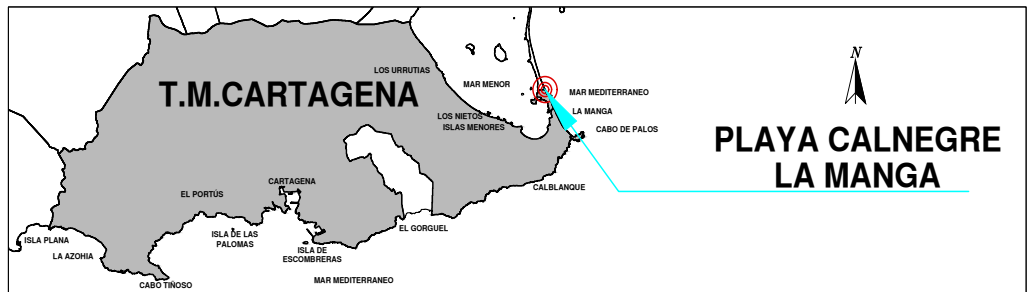 LOS URRUTIAS
T.M.CARTAGENA
MAR MENOR
MAR MEDITERRANEO
LOS NIETOS
LA MANGA
ISLAS MENORES
CABO DE PALOS
N
PLAYA CALNEGRE
LA MANGA
CARTAGENA
EL PORTÚS
CALBLANQUE
EL GORGUEL
ISLA DE LAS
PALOMAS
ISLA PLANA
LA AZOHIA
ISLA DE
ESCOMBRERAS
CABO TIÑOSO
MAR MEDITERRANEO